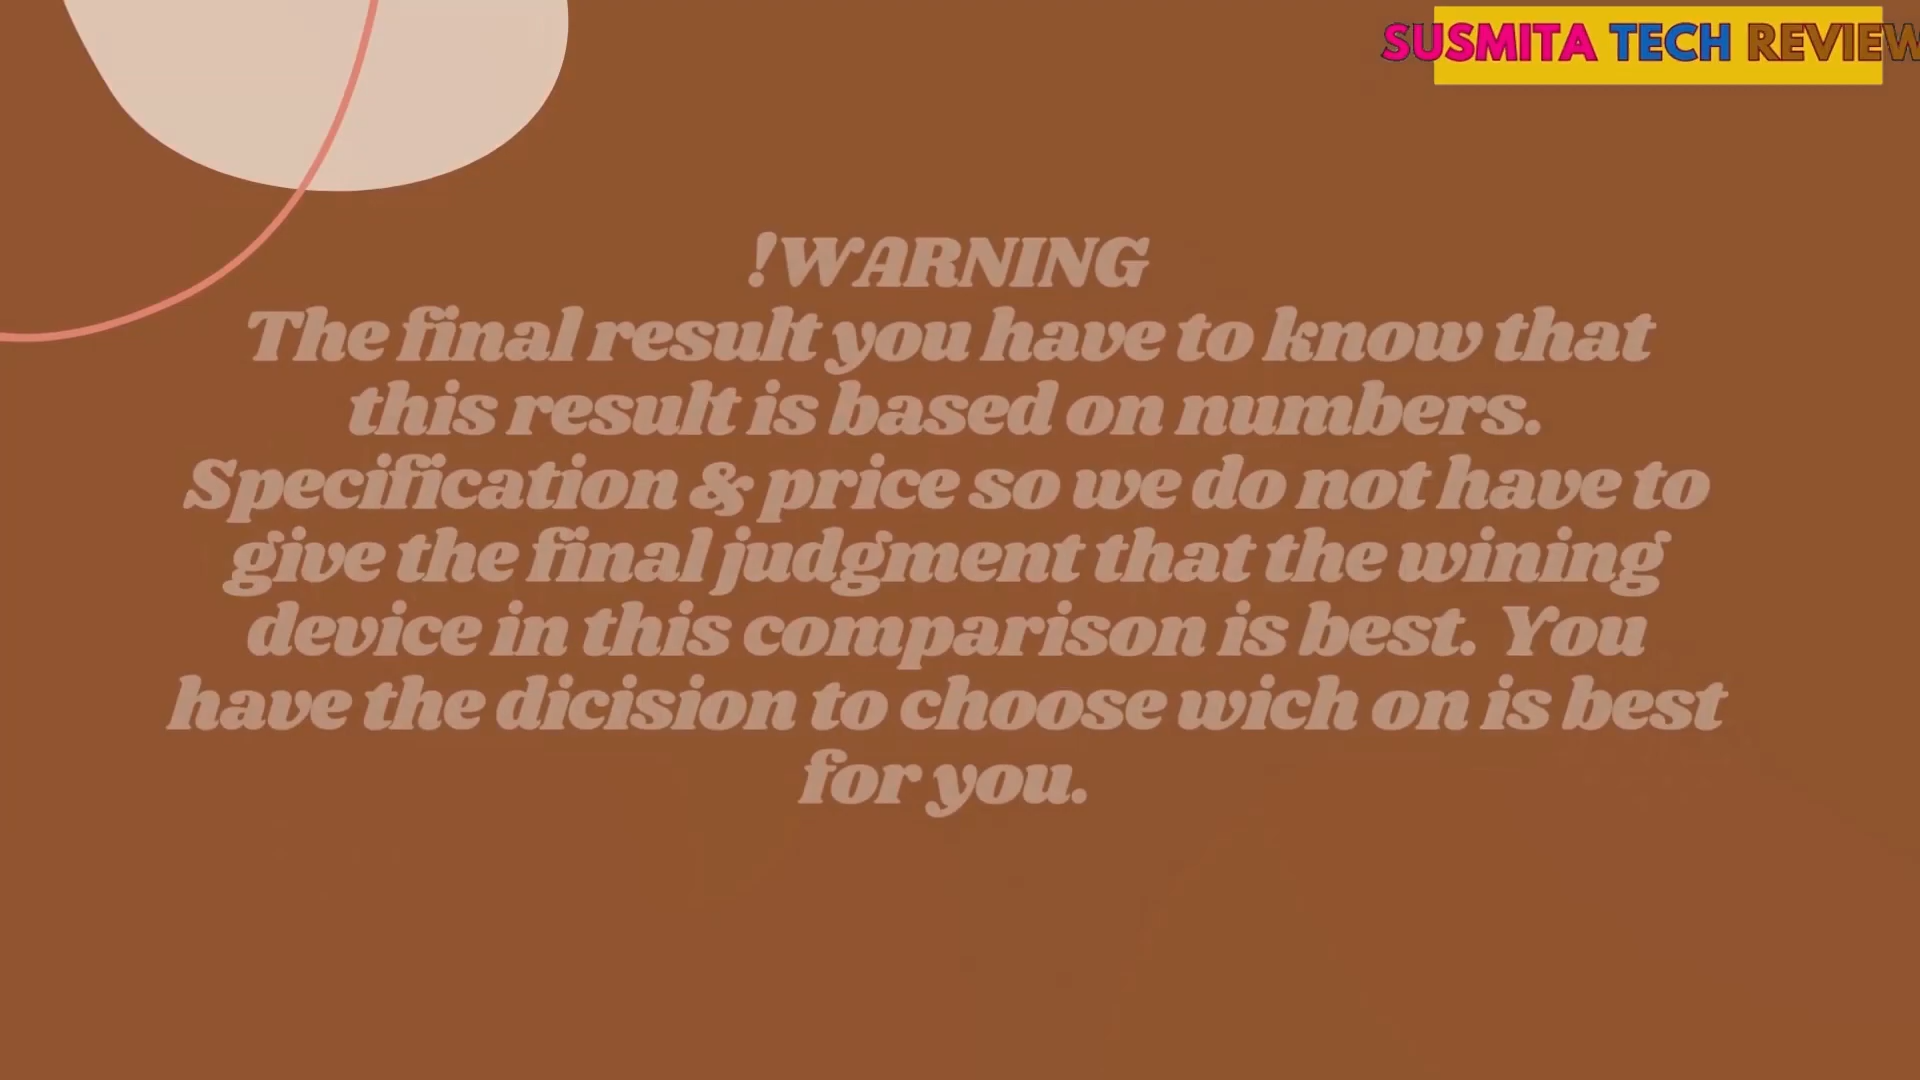 SUSMITA TECH REVIEW
!WARNING
The final result you have to know that
this result is based on numbers.
Specification & price so we do not have to
give the final judgment that the wining
device in this comparison is best. You
have the dicision to choose wich on is best
for you.